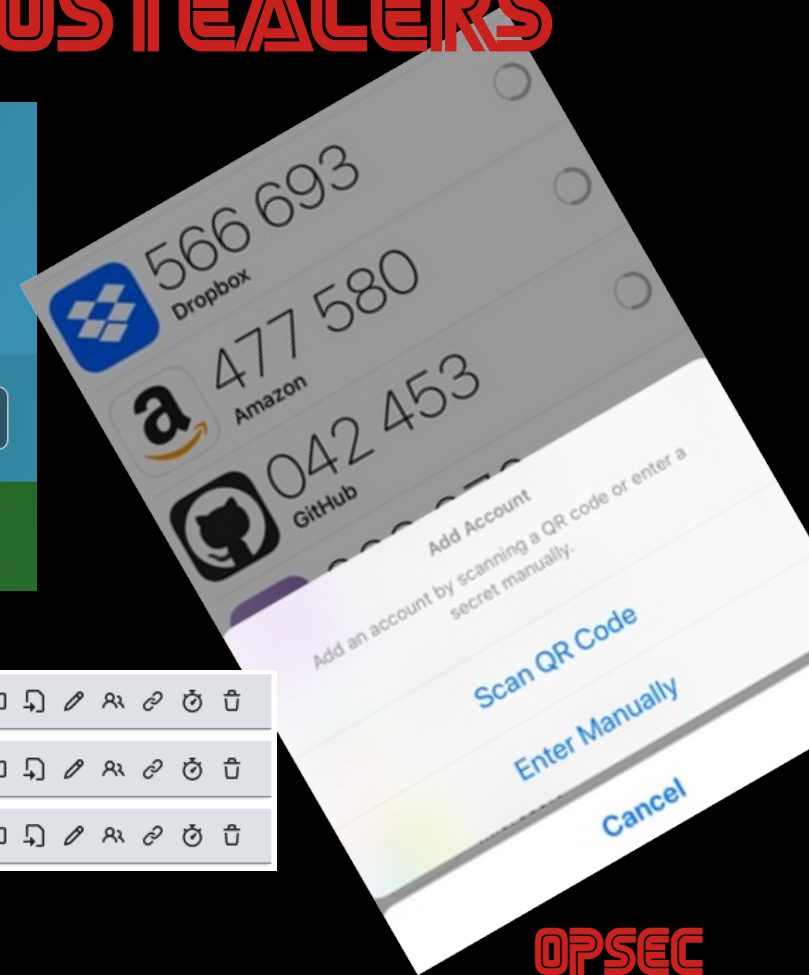 USTEALERS
566 693
Dropbox
477 580
Amazon
042 453
GitHub
Add Account
Add an account by scanning a QR code or enter a
secret manually.
Scan QR Code
Enter Manually
Cancel
OPSEC